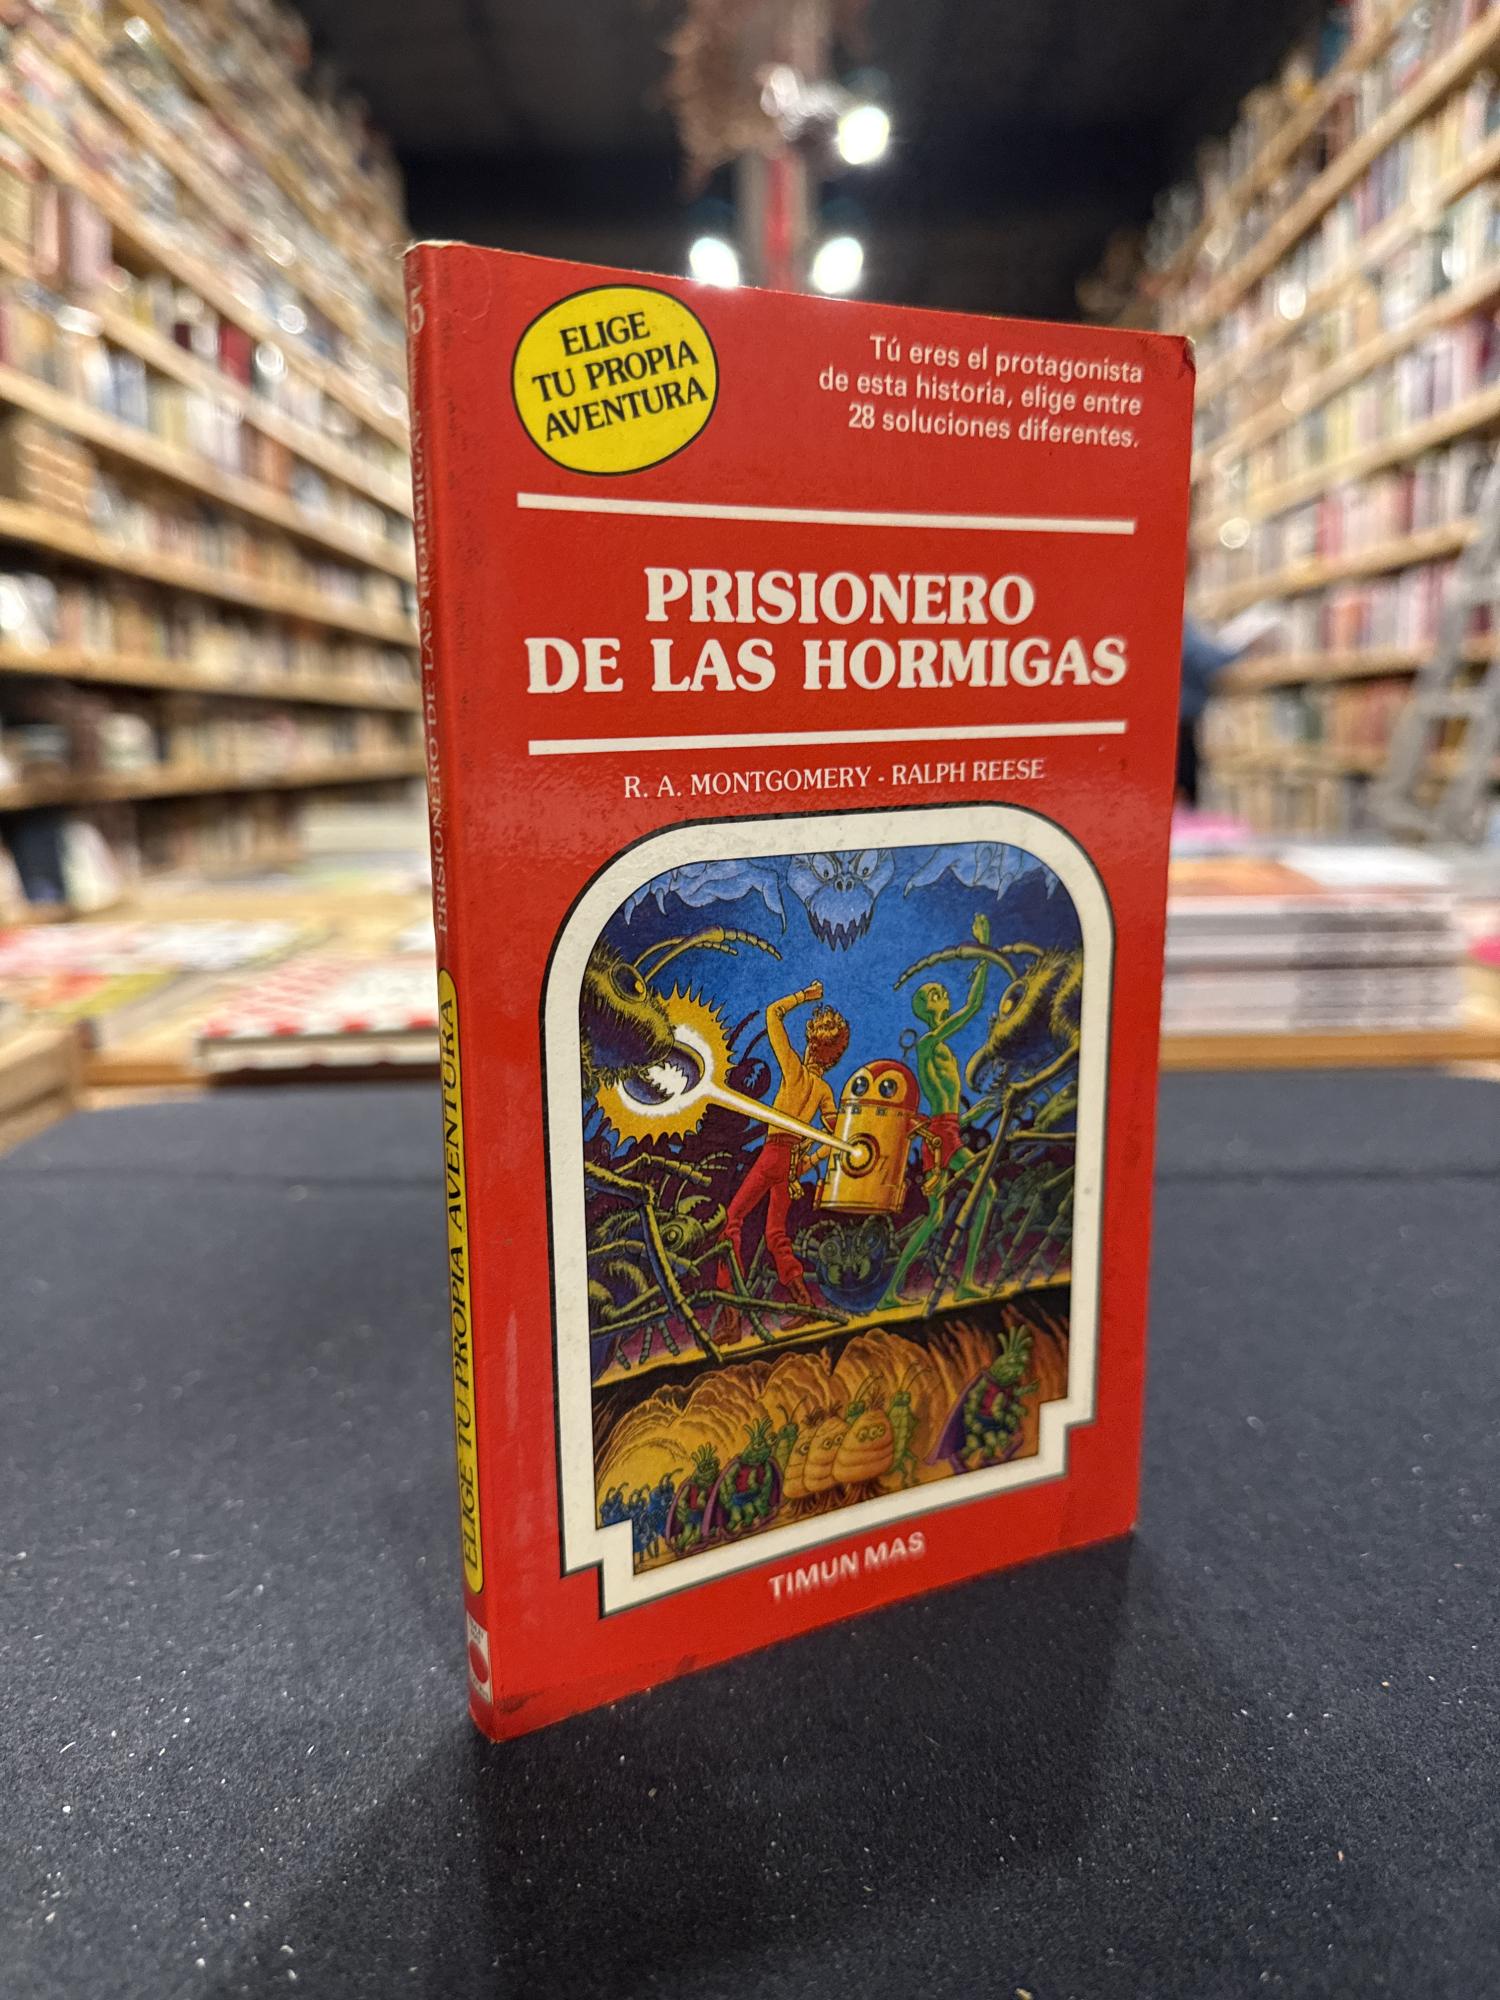 ELIGE
TU PROPIA
AVENTURA
Tú eres el protagonista
de esta historia, elige entre
28 soluciones diferentes.
PRISIONERO
DE LAS HORMIGAS
R. A. MONTGOMERY - RALPH REESE
TIMUN MAS
PRISIONERO DE LAS HORMIGAS
ELIGE TU PROPIA AVENTURA